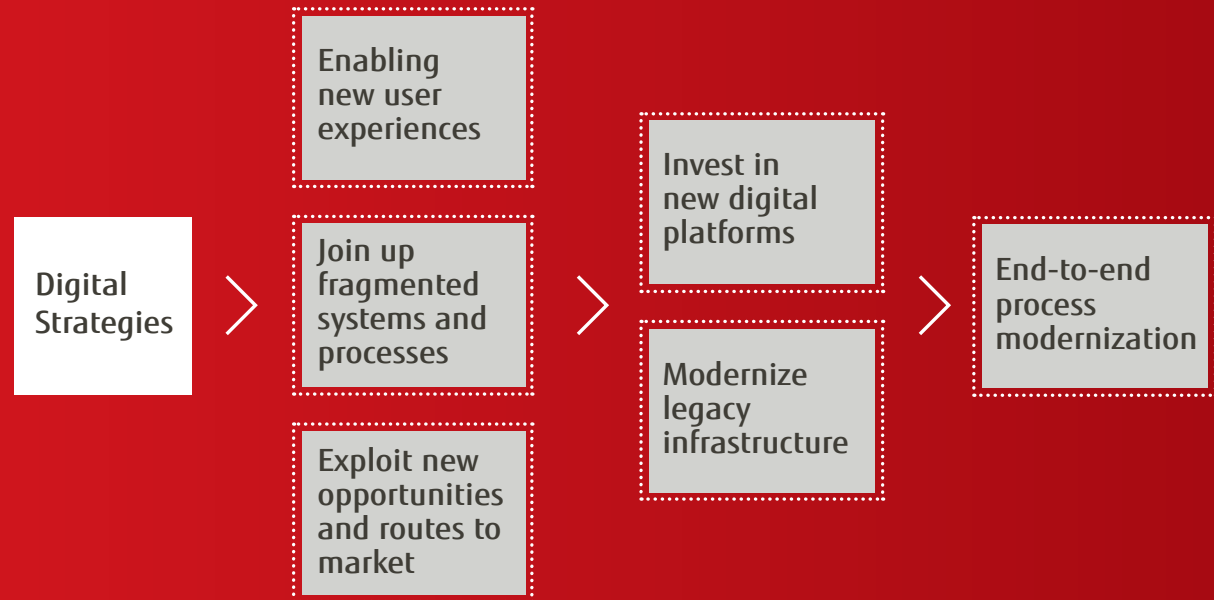 Digital
Strategies
Enabling
new user
experiences
Join up
fragmented
systems and
processes
Exploit new
opportunities
and routes to
market
Invest in
new digital
platforms
Modernize
legacy
infrastructure
End-to-end
process
modernization